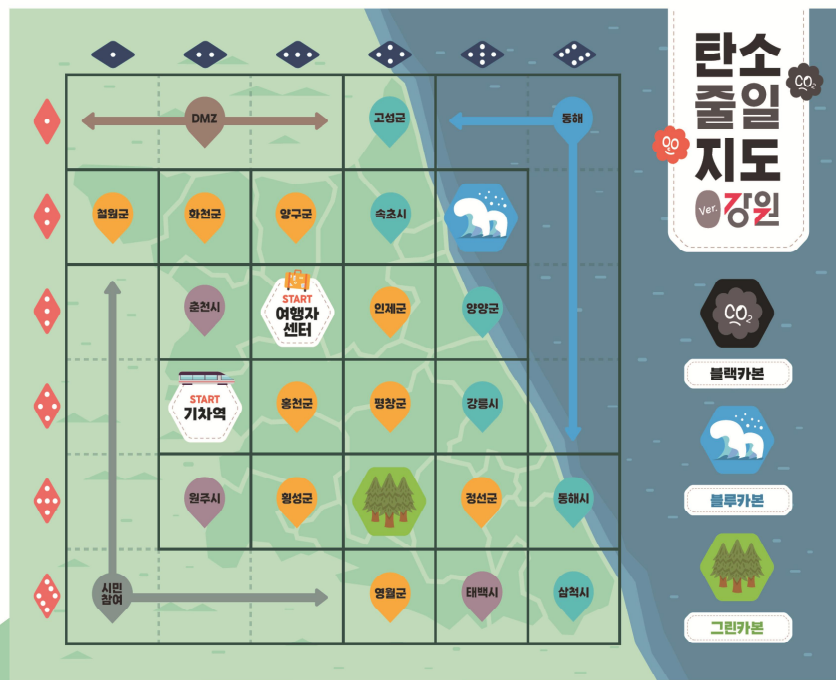 탄소
줄일
지도
Ver. 강원
CO₂
DMZ
고성군
동해
철원군
화천군
양구군
속초시
춘천시
START
여행자
센터
인제군
양양군
START
기차역
홍천군
평창군
강릉시
원주시
횡성군
정선군
동해시
시민
참여
영월군
태백시
삼척시
CO₂
블랙카본
블루카본
그린카본